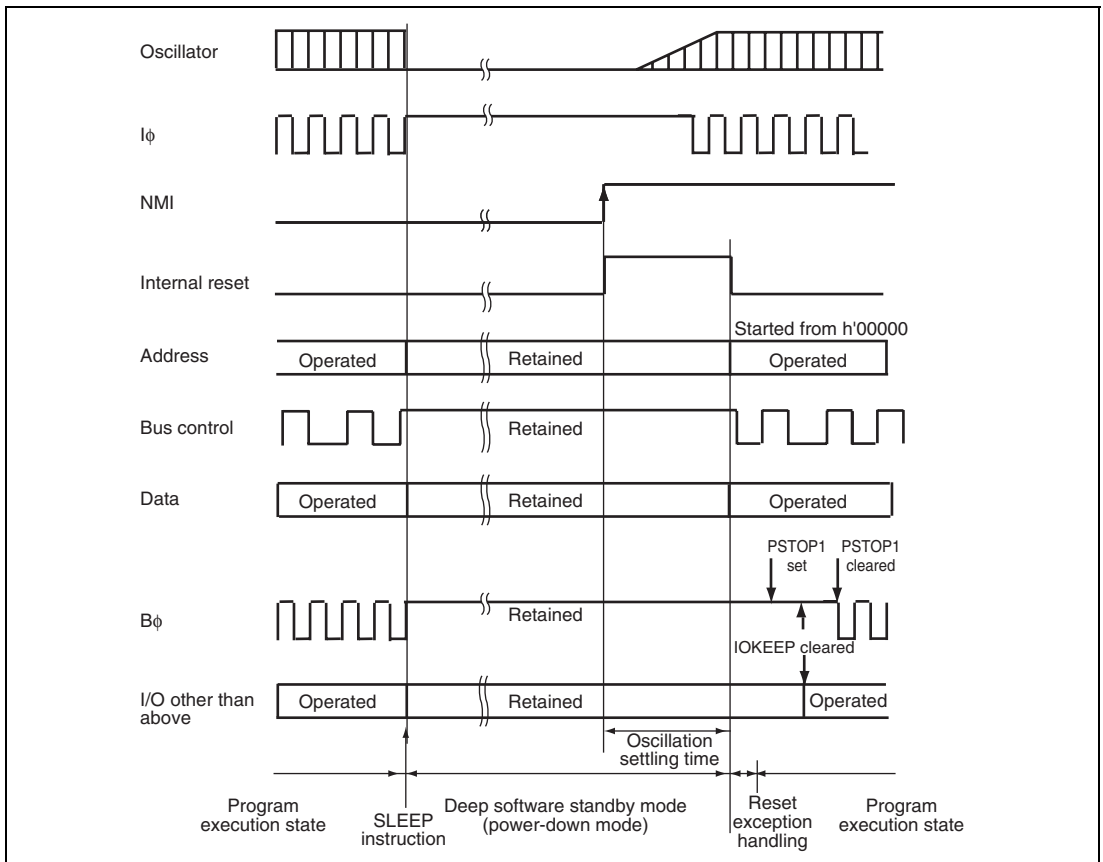 Oscillator
Iϕ
NMI
Internal reset
Started from h'00000
Address
Operated
Retained
Operated
Bus control
Retained
Data
Operated
Retained
Operated
PSTOP1
set
PSTOP1
cleared
Bϕ
Retained
IOKEEP cleared
I/O other than
above
Operated
Retained
Operated
Oscillation
settling time
Program
execution state
SLEEP
instruction
Deep software standby mode
(power-down mode)
Reset
exception
handling
Program
execution state